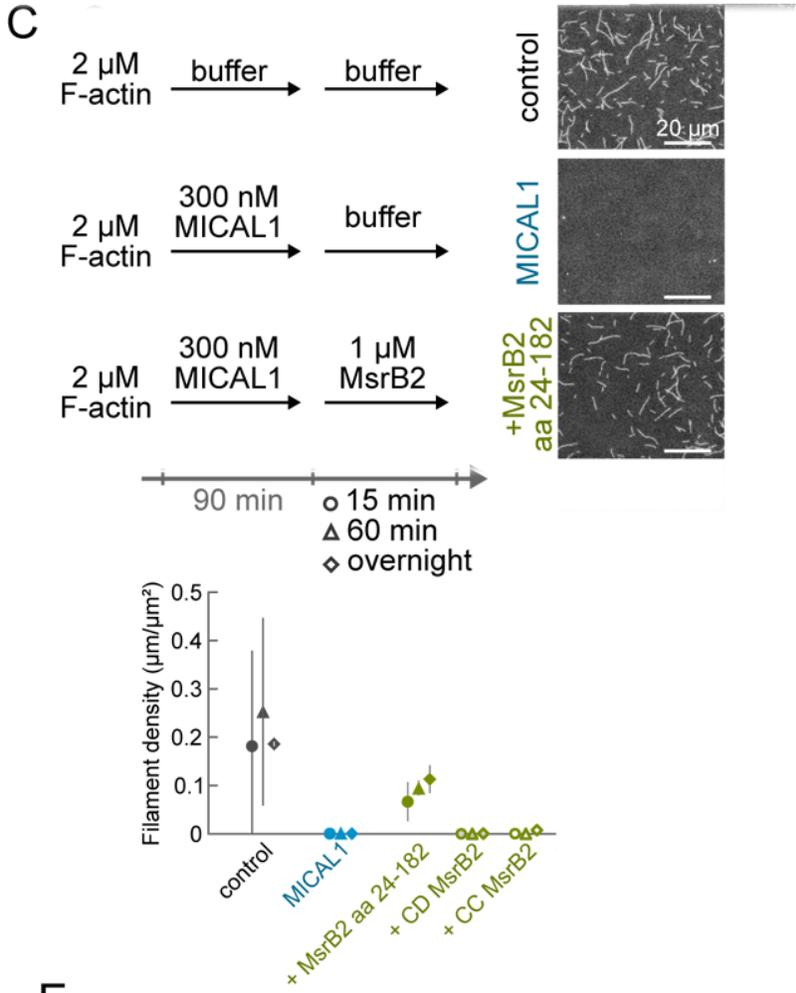 C
2 µM
F-actin
buffer
buffer
control
20 µm
2 µM
F-actin
300 nM
MICAL1
buffer
MICAL1
2 µM
F-actin
300 nM
MICAL1
1 µM
MsrB2
+MsrB2
aa 24-182
90 min
15 min
60 min
overnight
Filament density (µm/µm²)
0.5
0.4
0.3
0.2
0.1
0
control
MICAL1
+ MsrB2 aa 24-182
+ CD MsrB2
+ CC MsrB2